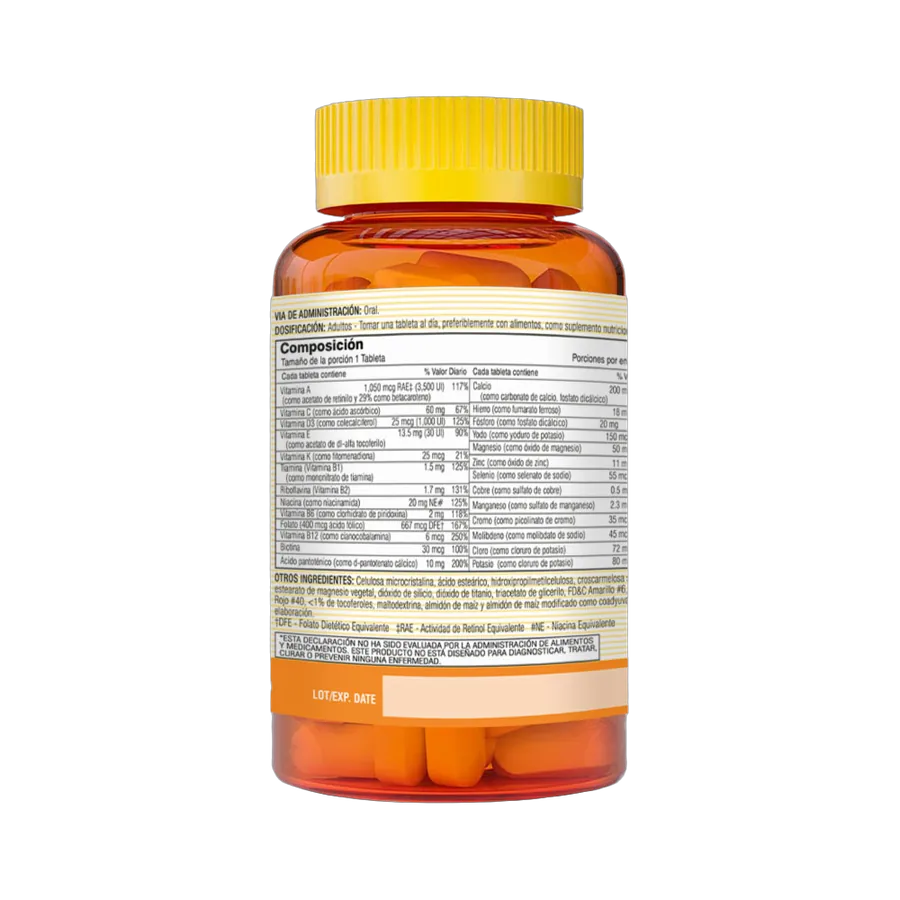 VIA DE ADMINISTRACIÓN: Oral.
DOSIFICACIÓN: Adultos - Tomar una tableta al día, preferiblemente con alimentos, como suplemento nutricion
Composición
Tamaño de la porción 1 Tableta
Porciones por en
Cada tableta contiene % Valor Diario
Vitamina A 1,050 mcg RAE‡ (3,500 UI) 117%
(como acetato de retinilo y 29% como betacaroteno)
Vitamina C (como ácido ascórbico) 60 mg 67%
Vitamina D3 (como colecalciferol) 25 mcg (1,000 UI) 125%
Vitamina E 13.5 mg (30 UI) 90%
(como acetato de dl-alfa tocoferilo)
Vitamina K (como fitomenadiona) 25 mcg 21%
Tiamina (Vitamina B1) 1.5 mg 125%
(como mononitrato de tiamina)
Riboflavina (Vitamina B2) 1.7 mg 131%
Niacina (como niacinamida) 20 mg NE# 125%
Vitamina B6 (como clorhidrato de piridoxina) 2 mg 118%
Folato (400 mcg ácido fólico) 667 mcg DFE† 167%
Vitamina B12 (como cianocobalamina) 6 mcg 250%
Biotina 30 mcg 100%
Ácido pantoténico (como d-pantotenato cálcico) 10 mg 200%
Cada tableta contiene % V
Calcio 200 m
(como carbonato de calcio, fosfato dicálcico)
Hierro (como fumarato ferroso) 18 m
Fósforo (como fosfato dicálcico) 20 mg
Yodo (como yoduro de potasio) 150 mc
Magnesio (como óxido de magnesio) 50 m
Zinc (como óxido de zinc) 11 m
Selenio (como selenato de sodio) 55 mc
Cobre (como sulfato de cobre) 0.5 m
Manganeso (como sulfato de manganeso) 2.3 m
Cromo (como picolinato de cromo) 35 mc
Molibdeno (como molibdato de sodio) 45 mc
Cloro (como cloruro de potasio) 72 m
Potasio (como cloruro de potasio) 80 m
OTROS INGREDIENTES: Celulosa microcristalina, ácido esteárico, hidroxipropilmetilcelulosa, croscarmelosa
estearato de magnesio vegetal, dióxido de silicio, dióxido de titanio, triacetato de glicerilo, FD&C Amarillo #6,
Rojo #40, <1% de tocoferoles, maltodextrina, almidón de maíz y almidón de maíz modificado como coadyuva
elaboración.
†DFE - Folato Dietético Equivalente ‡RAE - Actividad de Retinol Equivalente #NE - Niacina Equivalente
*ESTA DECLARACIÓN NO HA SIDO EVALUADA POR LA ADMINISTRACIÓN DE ALIMENTOS
Y MEDICAMENTOS. ESTE PRODUCTO NO ESTÁ DISEÑADO PARA DIAGNOSTICAR, TRATAR,
CURAR O PREVENIR NINGUNA ENFERMEDAD.
LOT/EXP. DATE